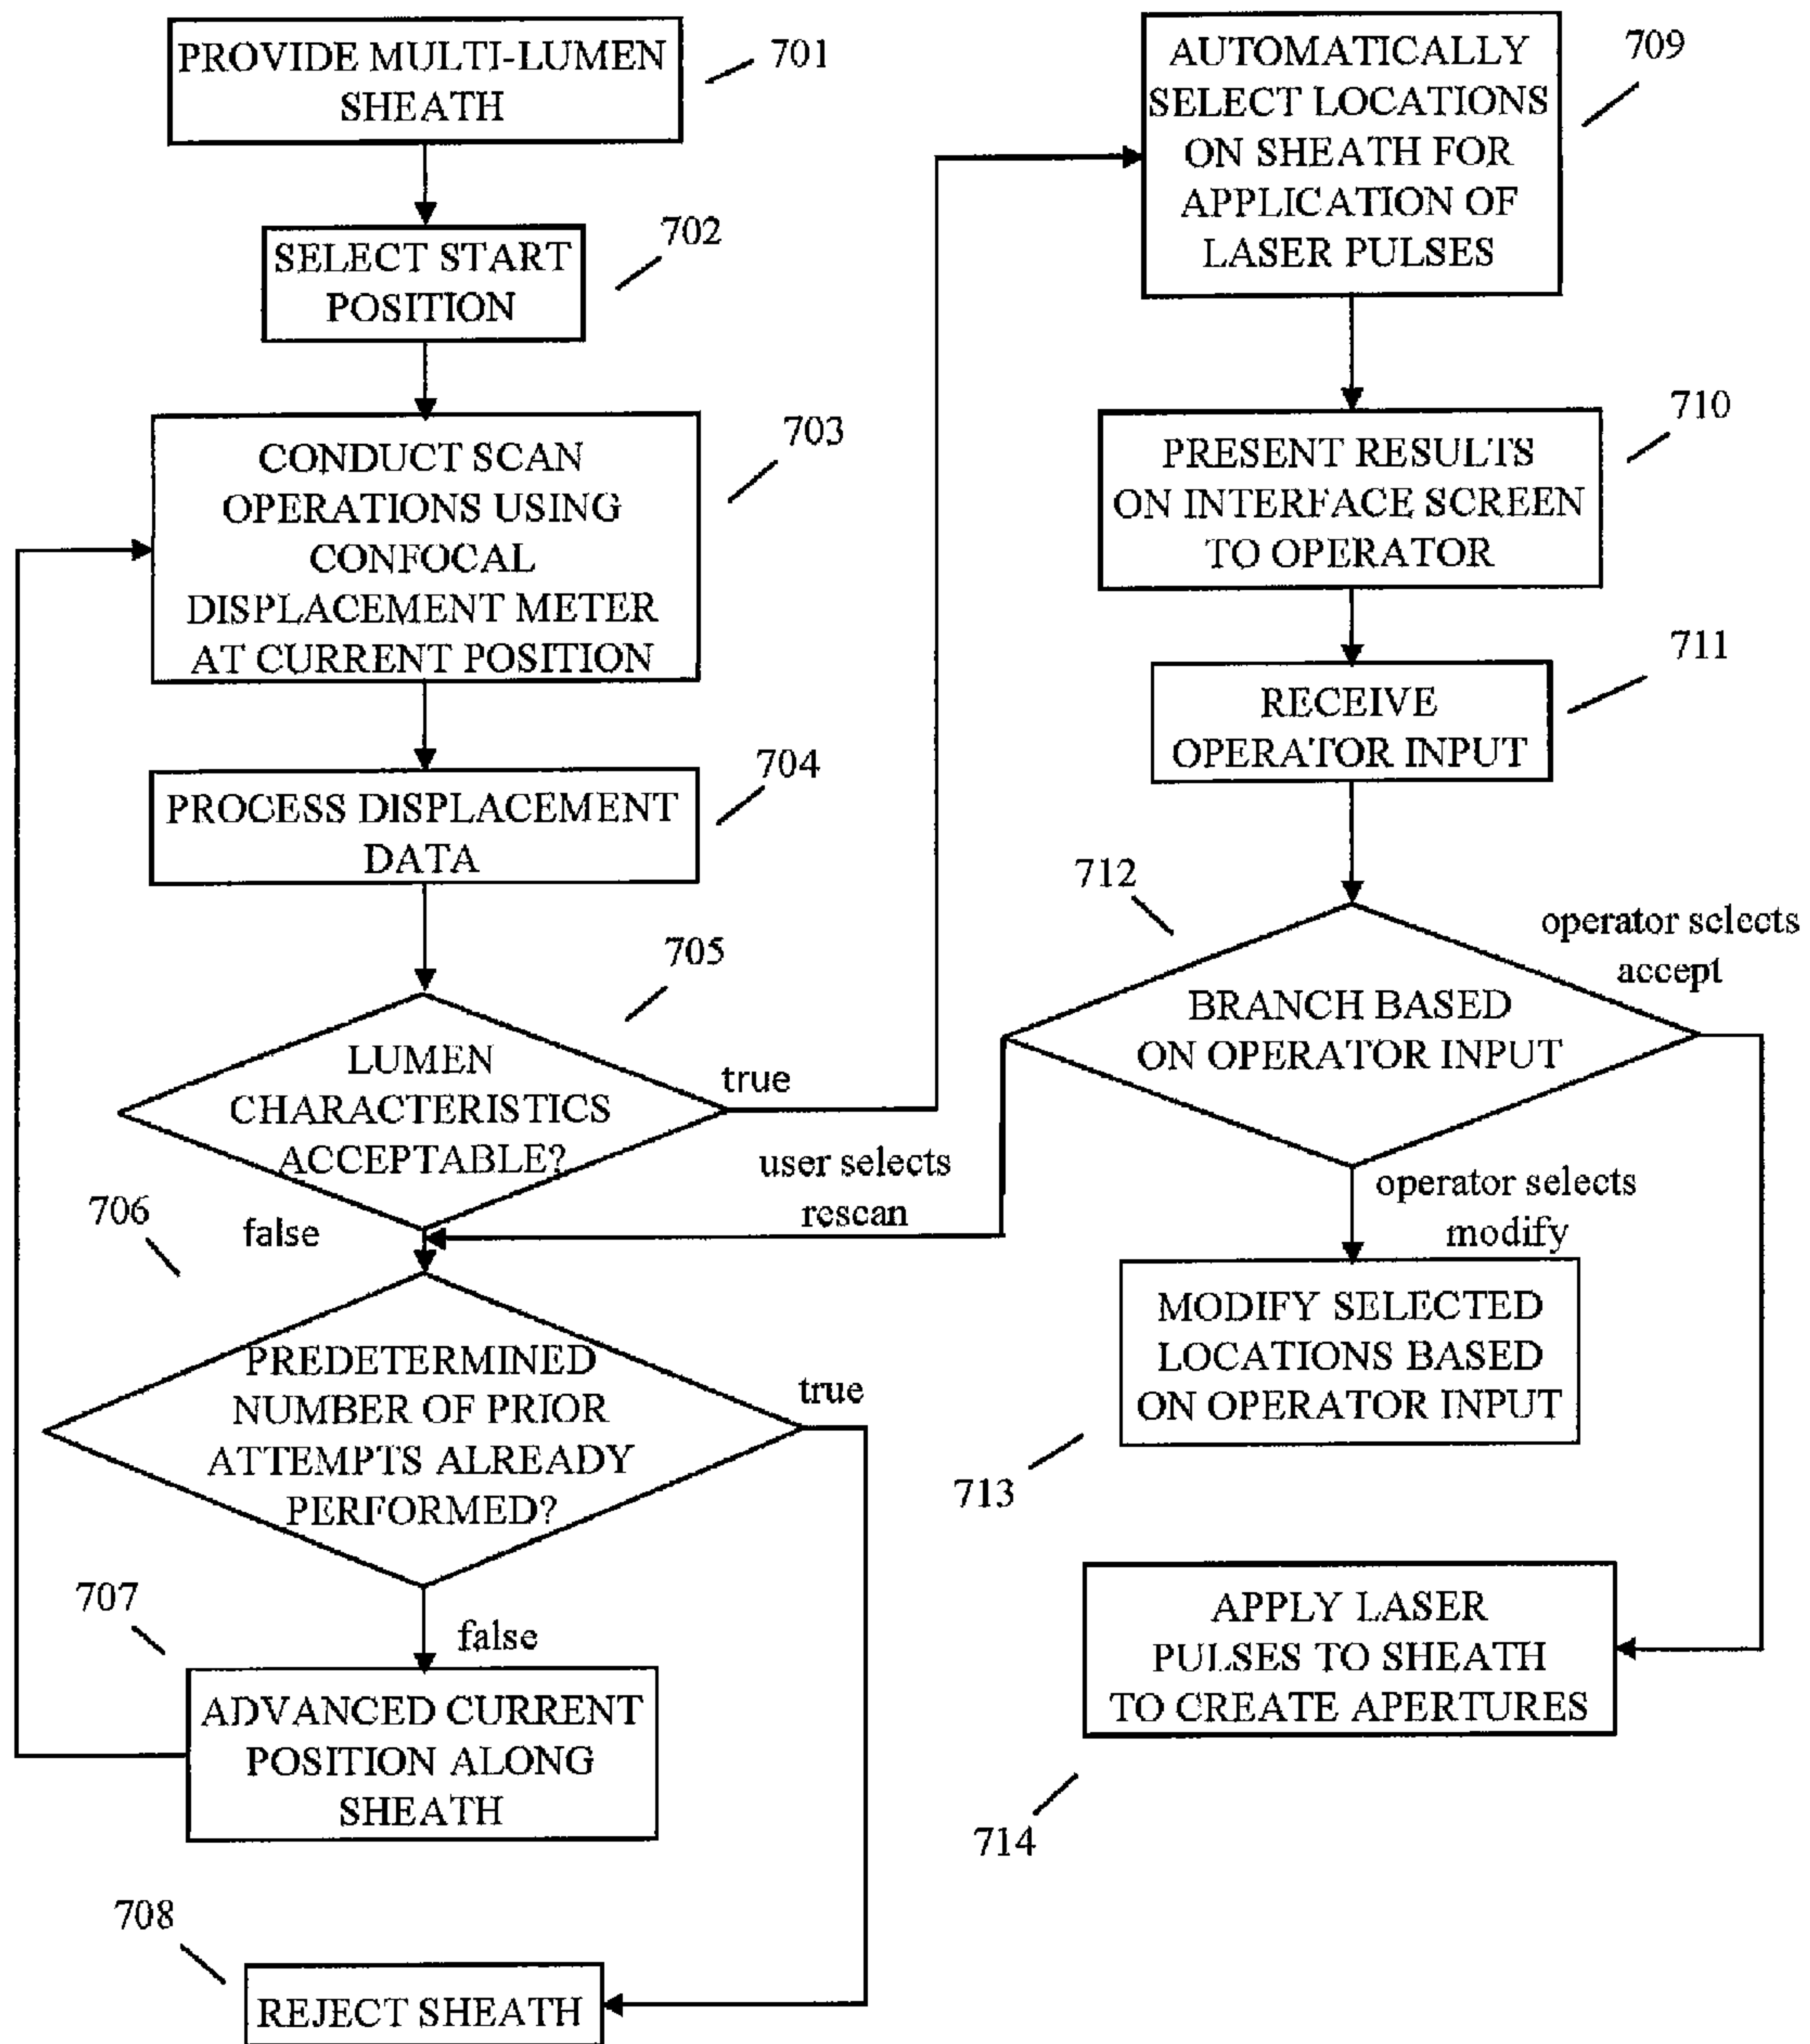 PROVIDE MULTI-LUMEN
SHEATH
701
SELECT START
POSITION
702
CONDUCT SCAN
OPERATIONS USING
CONFOCAL
DISPLACEMENT METER
AT CURRENT POSITION
703
PROCESS DISPLACEMENT
DATA
704
705
LUMEN
CHARACTERISTICS
ACCEPTABLE?
true
false
706
PREDETERMINED
NUMBER OF PRIOR
ATTEMPTS ALREADY
PERFORMED?
true
false
707
ADVANCED CURRENT
POSITION ALONG
SHEATH
708
REJECT SHEATH
AUTOMATICALLY
SELECT LOCATIONS
ON SHEATH FOR
APPLICATION OF
LASER PULSES
709
PRESENT RESULTS
ON INTERFACE SCREEN
TO OPERATOR
710
RECEIVE
OPERATOR INPUT
711
712
BRANCH BASED
ON OPERATOR INPUT
operator selects
accept
user selects
rescan
operator selects
modify
MODIFY SELECTED
LOCATIONS BASED
ON OPERATOR INPUT
713
APPLY LASER
PULSES TO SHEATH
TO CREATE APERTURES
714